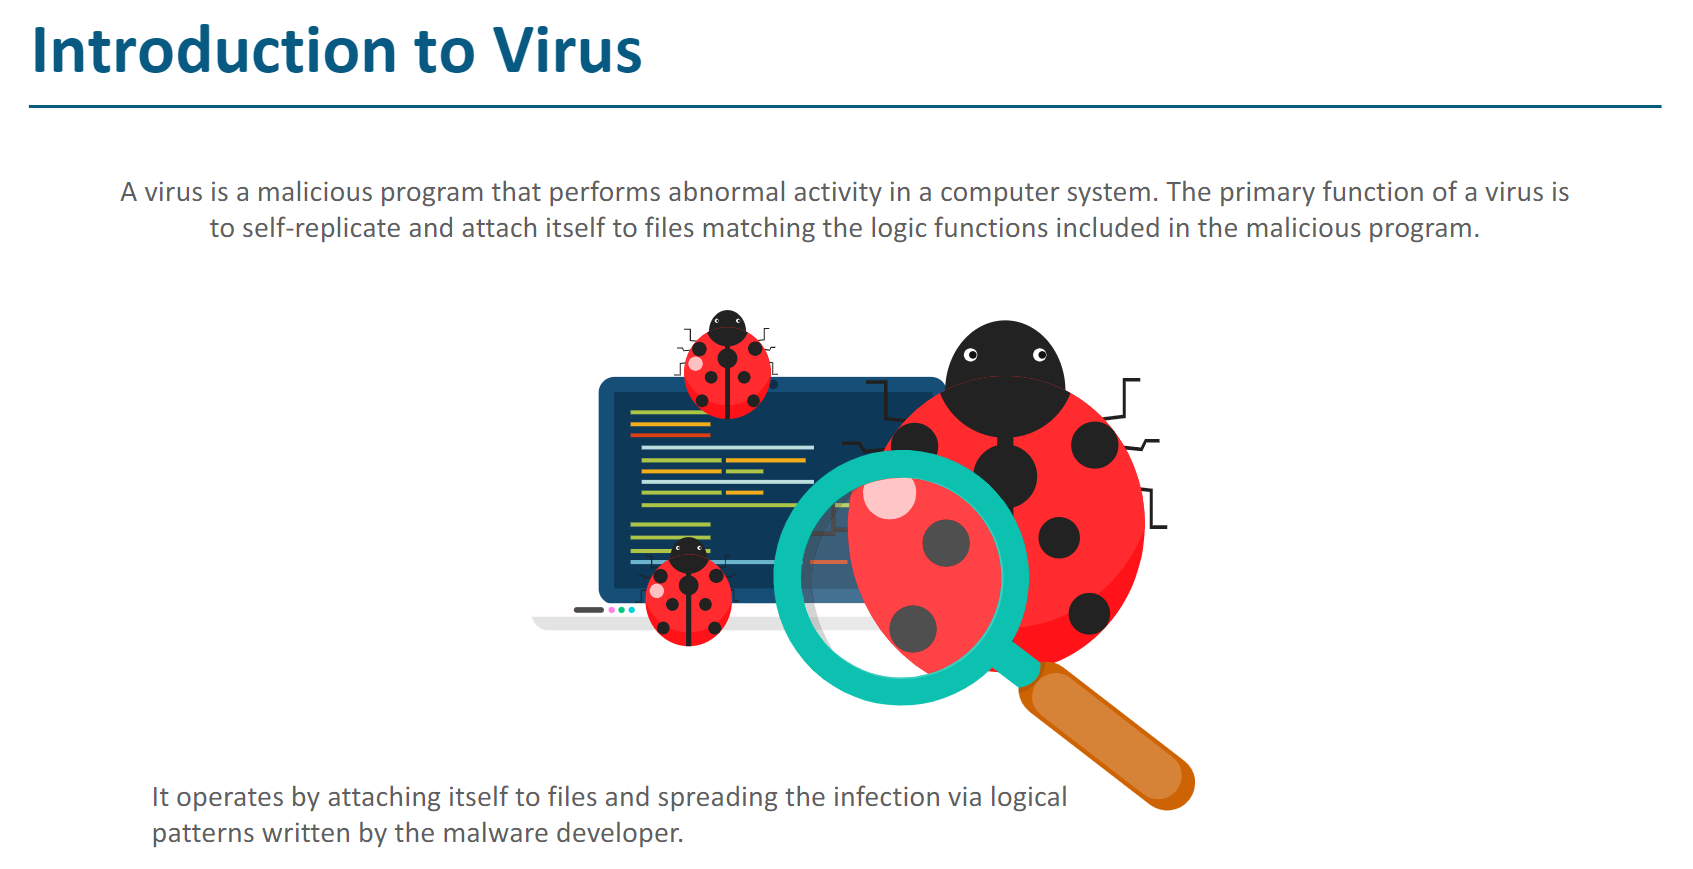 Introduction to Virus
A virus is a malicious program that performs abnormal activity in a computer system. The primary function of a virus is
to self-replicate and attach itself to files matching the logic functions included in the malicious program.
It operates by attaching itself to files and spreading the infection via logical
patterns written by the malware developer.